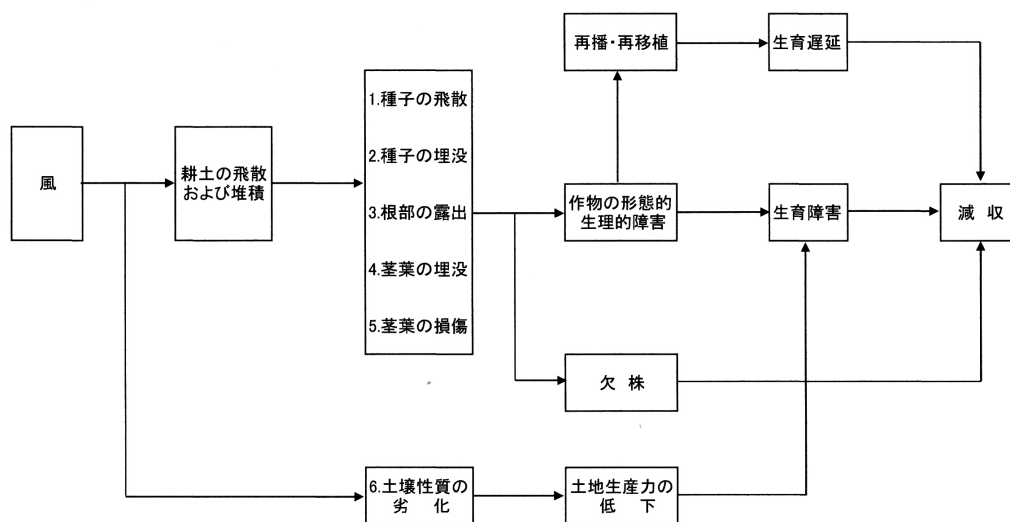 風
耕土の飛散
および堆積
1.種子の飛散
2.種子の埋没
3.根部の露出
4.茎葉の埋没
5.茎葉の損傷
再播・再移植
生育遅延
作物の形態的
生理的障害
生育障害
減 収
欠 株
6.土壌性質の
劣 化
土地生産力の
低 下